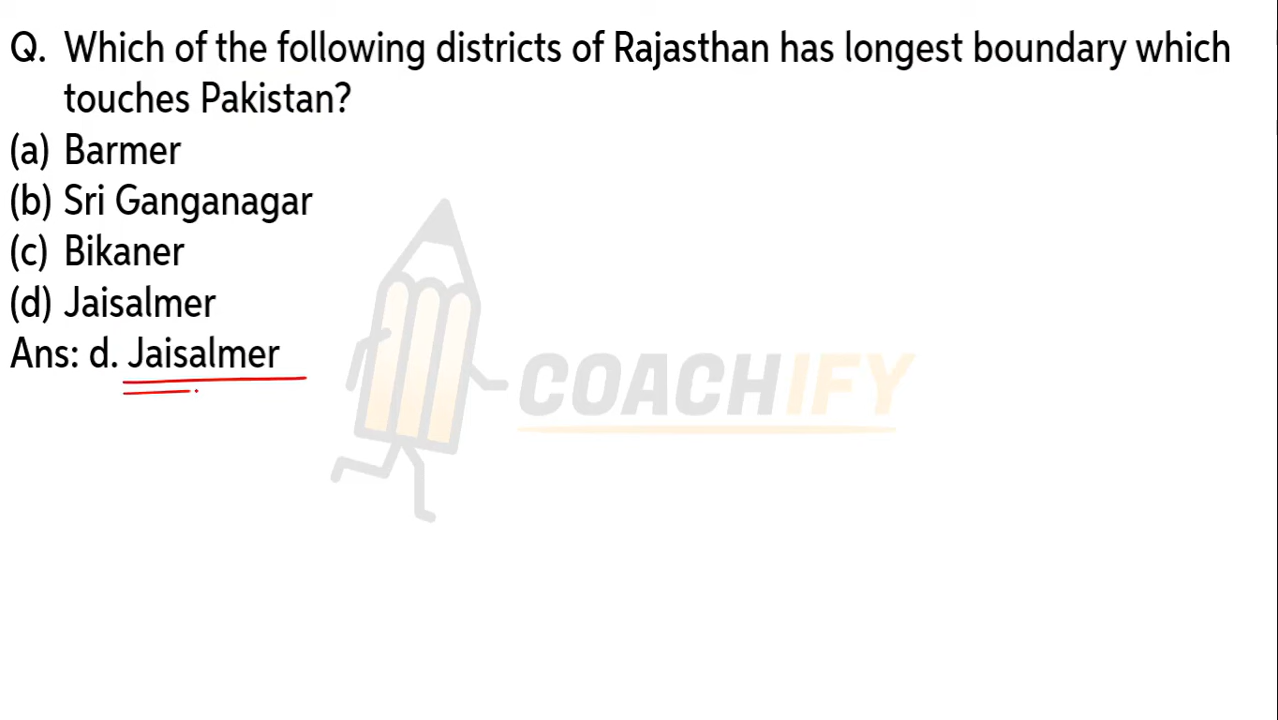 Q. Which of the following districts of Rajasthan has longest boundary which
touches Pakistan?
(a) Barmer
(b) Sri Ganganagar
(c) Bikaner
(d) Jaisalmer
Ans: d. Jaisalmer
COACHIFY